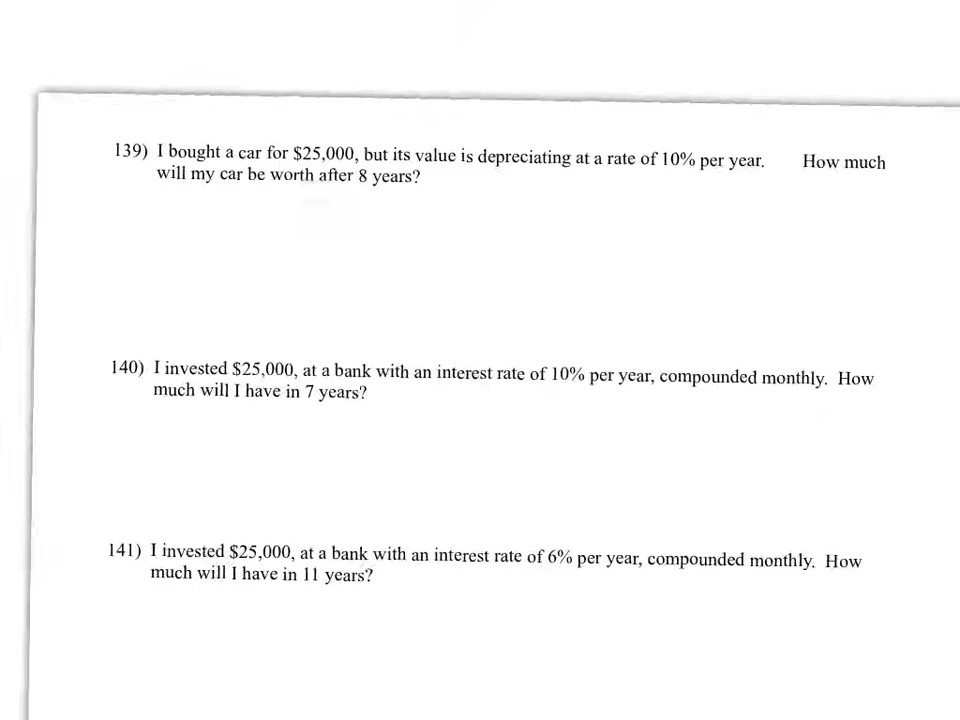 139) I bought a car for $25,000, but its value is depreciating at a rate of 10% per year. How much
will my car be worth after 8 years?
140) I invested $25,000, at a bank with an interest rate of 10% per year, compounded monthly. How
much will I have in 7 years?
141) I invested $25,000, at a bank with an interest rate of 6% per year, compounded monthly. How
much will I have in 11 years?